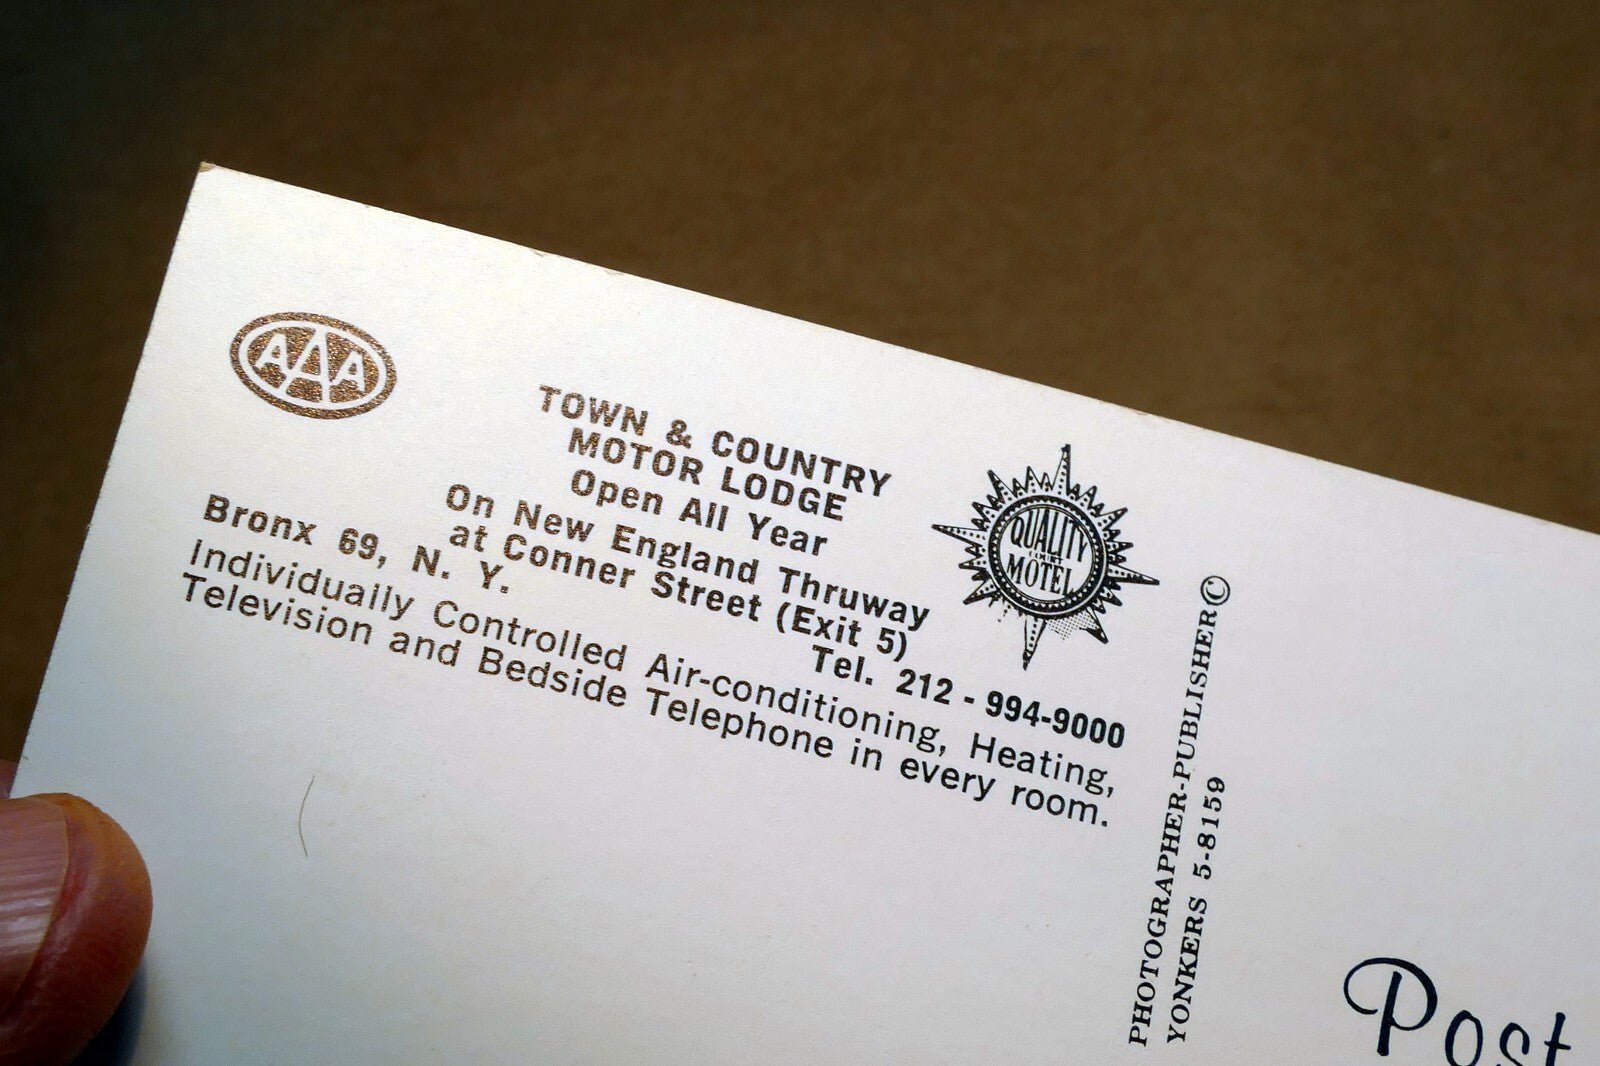 AAA
TOWN & COUNTRY
MOTOR LODGE
Open All Year
On New England Thruway
at Conner Street (Exit 5)
Bronx 69, N. Y.
Tel. 212 - 994-9000
Individually Controlled Air-conditioning, Heating,
Television and Bedside Telephone in every room.
QUALITY
COURT
MOTEL
PHOTOGRAPHER-PUBLISHER©
YONKERS 5-8159
Post